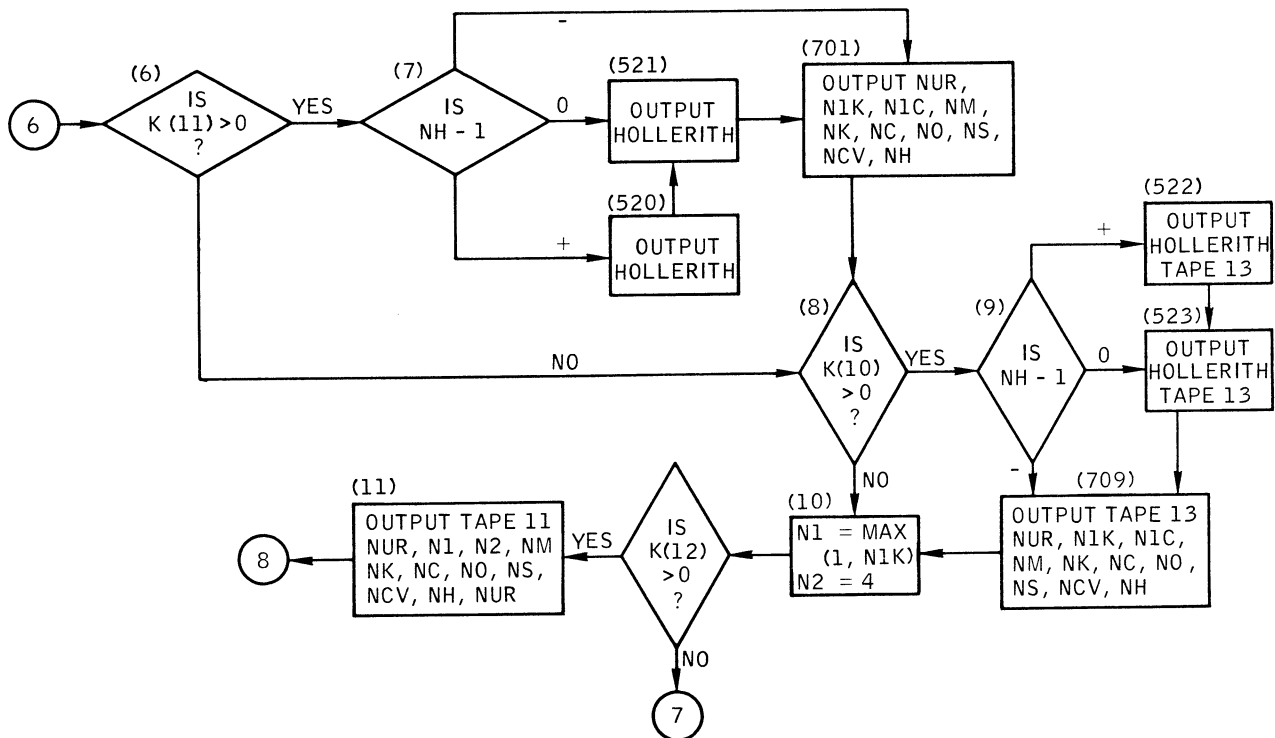 6
(6)
IS
K (11) >0
?
YES
NO
(7)
IS
NH - 1
-
0
+
(521)
OUTPUT
HOLLERITH
(520)
OUTPUT
HOLLERITH
(701)
OUTPUT NUR,
N1K, N1C, NM,
NK, NC, NO, NS,
NCV, NH
(8)
IS
K(10)
>0
?
YES
NO
(9)
IS
NH - 1
+
0
-
(522)
OUTPUT
HOLLERITH
TAPE 13
(523)
OUTPUT
HOLLERITH
TAPE 13
(709)
OUTPUT TAPE 13
NUR, N1K, N1C,
NM, NK, NC, NO,
NS, NCV, NH
(10)
N1 = MAX
(1, N1K)
N2 = 4
IS
K(12)
>0
?
YES
NO
(11)
OUTPUT TAPE 11
NUR, N1, N2, NM
NK, NC, NO, NS,
NCV, NH, NUR
8
7